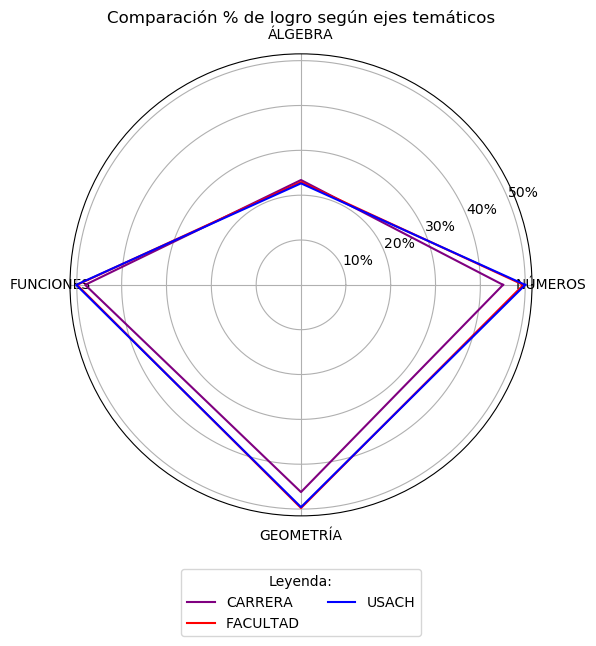 Comparación % de logro según ejes temáticos
ÁLGEBRA
50%
40%
30%
20%
10%
FUNCIONES
NÚMEROS
GEOMETRÍA
Leyenda:
CARRERA
USACH
FACULTAD